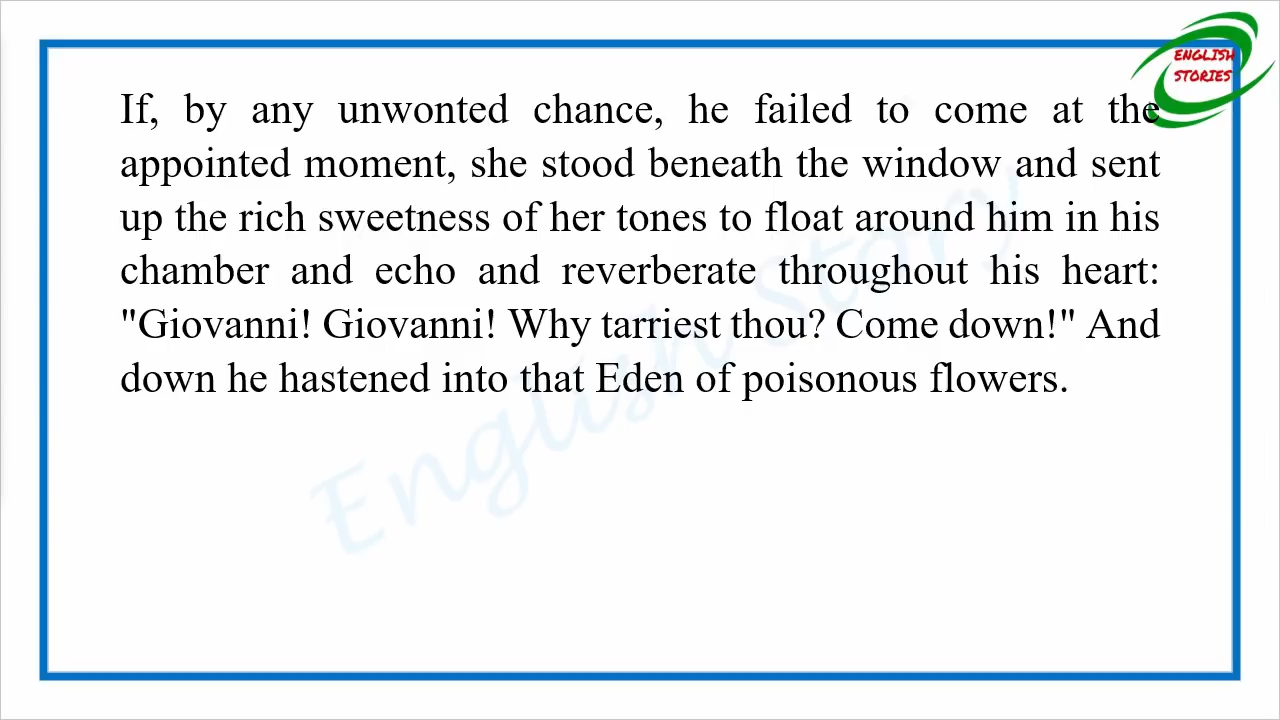 ENGLISH
STORIES
If, by any unwonted chance, he failed to come at the
appointed moment, she stood beneath the window and sent
up the rich sweetness of her tones to float around him in his
chamber and echo and reverberate throughout his heart:
"Giovanni! Giovanni! Why tarriest thou? Come down!" And
down he hastened into that Eden of poisonous flowers.
English Story